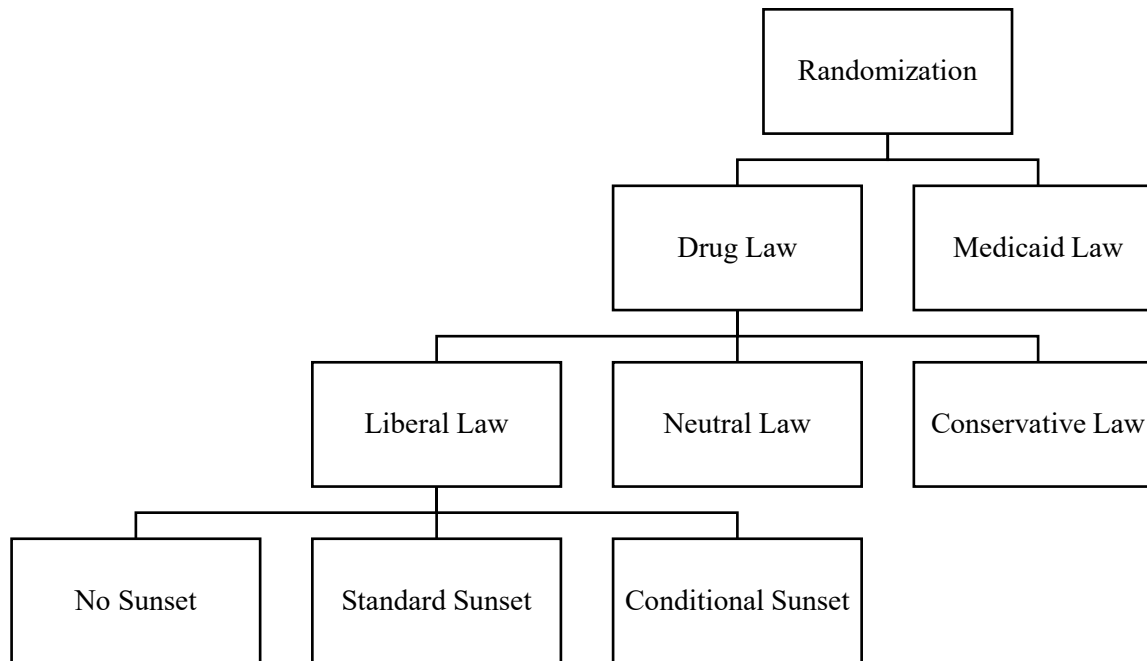 Randomization
Drug Law
Medicaid Law
Liberal Law
Neutral Law
Conservative Law
No Sunset
Standard Sunset
Conditional Sunset